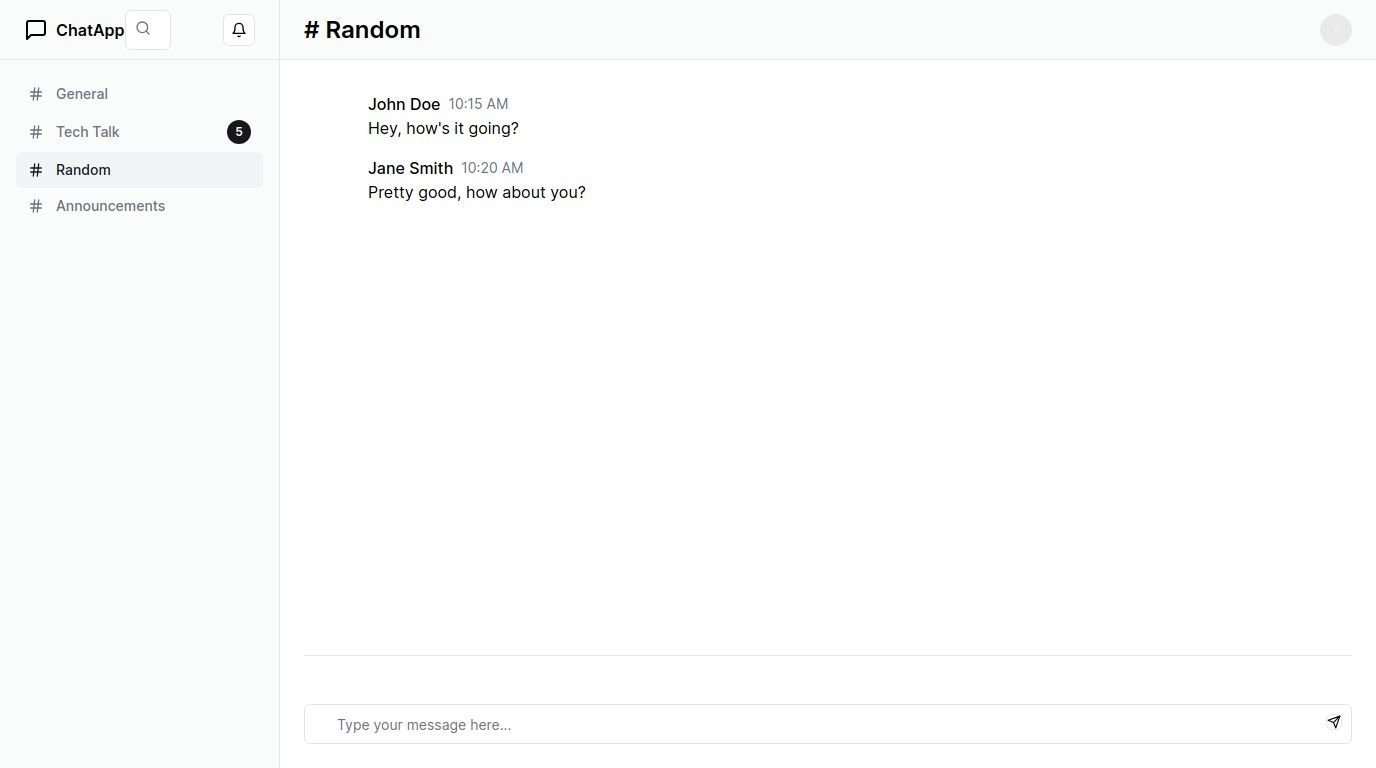 ChatApp
General
Tech Talk 5
Random
Announcements
# Random
John Doe 10:15 AM
Hey, how's it going?
Jane Smith 10:20 AM
Pretty good, how about you?
Type your message here...